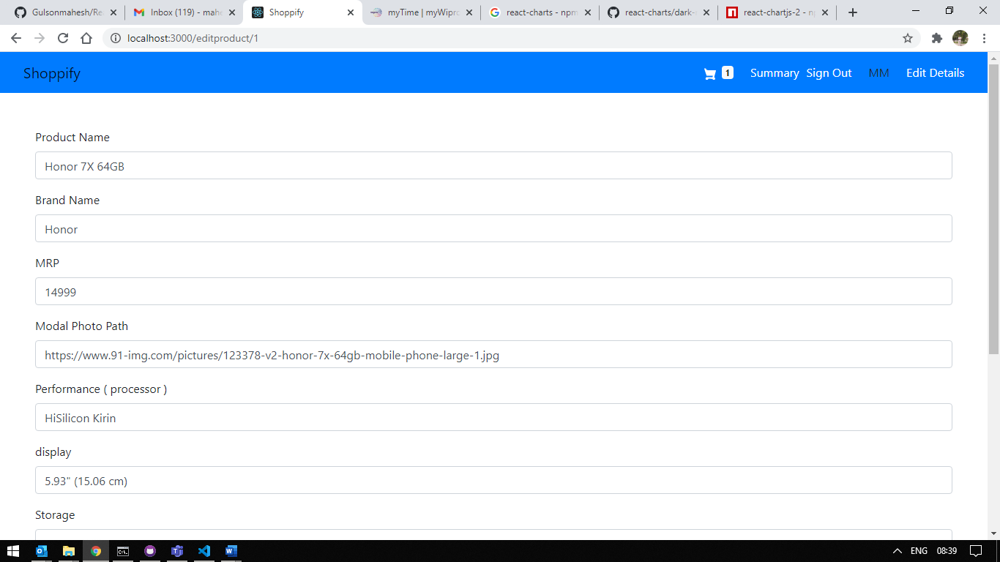 Gulsonmahesh/Re
Inbox (119) - mahe
Shoppify
myTime | myWipro
react-charts - npm
react-charts/dark-
react-chartjs-2 - np
localhost:3000/editproduct/1
Shoppify
1
Summary
Sign Out
MM
Edit Details
Product Name
Honor 7X 64GB
Brand Name
Honor
MRP
14999
Modal Photo Path
https://www.91-img.com/pictures/123378-v2-honor-7x-64gb-mobile-phone-large-1.jpg
Performance ( processor )
HiSilicon Kirin
display
5.93" (15.06 cm)
Storage
ENG
08:39